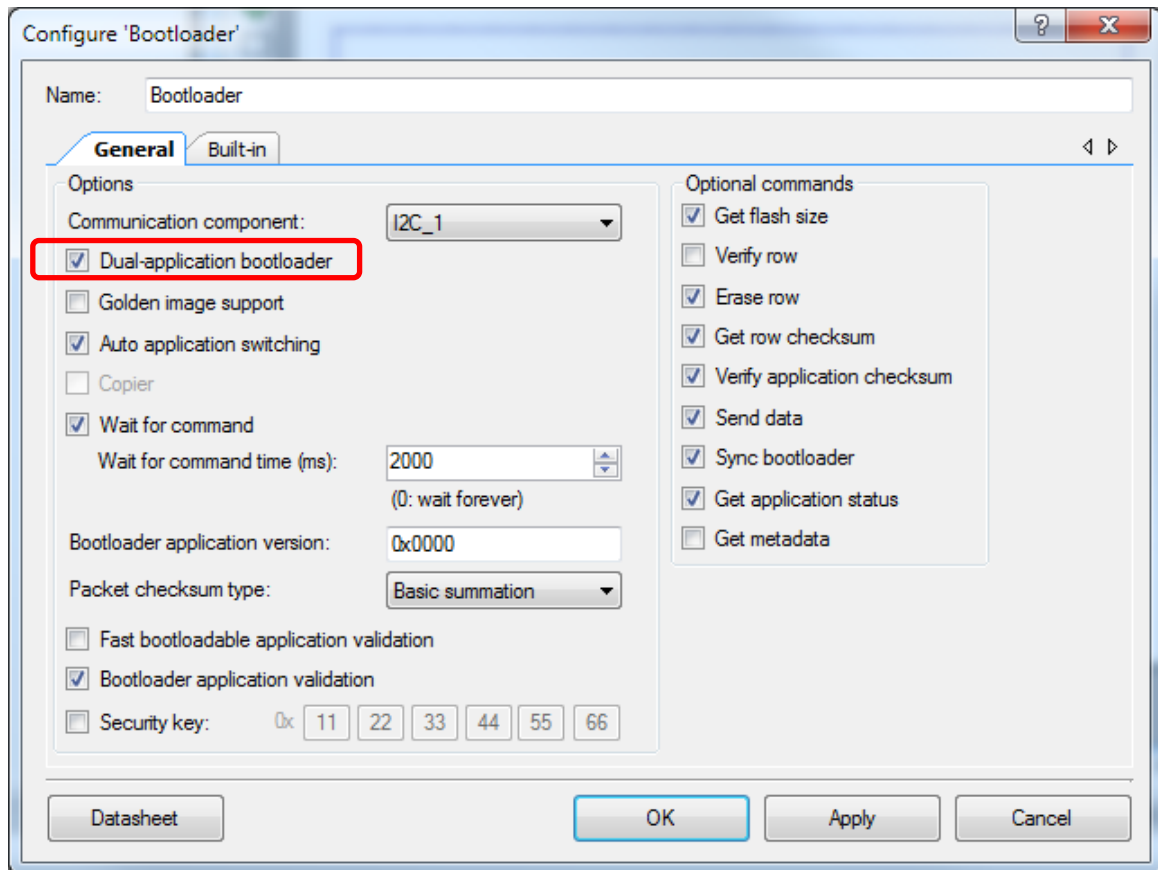 Configure 'Bootloader'
Name: Bootloader
General Built-in
Options
Communication component: I2C_1
Dual-application bootloader
Golden image support
Auto application switching
Copier
Wait for command
Wait for command time (ms): 2000
(0: wait forever)
Bootloader application version: 0x0000
Packet checksum type: Basic summation
Fast bootloadable application validation
Bootloader application validation
Security key: 0x 11 22 33 44 55 66
Optional commands
Get flash size
Verify row
Erase row
Get row checksum
Verify application checksum
Send data
Sync bootloader
Get application status
Get metadata
Datasheet OK Apply Cancel